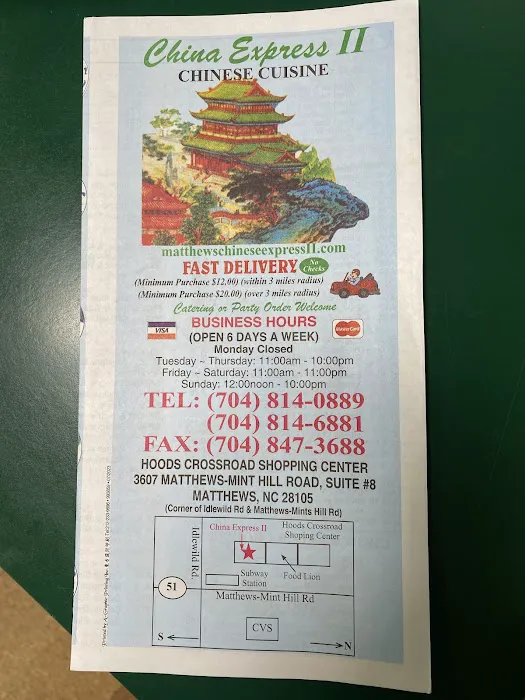 China Express II
CHINESE CUISINE
matthewschineseexpressII.com
FAST DELIVERY No Checks
(Minimum Purchase $12.00) (within 3 miles radius)
(Minimum Purchase $20.00) (over 3 miles radius)
Catering or Party Order Welcome
VISA
BUSINESS HOURS
MasterCard
(OPEN 6 DAYS A WEEK)
Monday Closed
Tuesday ~ Thursday: 11:00am - 10:00pm
Friday ~ Saturday: 11:00am - 11:00pm
Sunday: 12:00noon - 10:00pm
TEL: (704) 814-0889
(704) 814-6881
FAX: (704) 847-3688
HOODS CROSSROAD SHOPPING CENTER
3607 MATTHEWS-MINT HILL ROAD, SUITE #8
MATTHEWS, NC 28105
(Corner of Idlewild Rd & Matthews-Mints Hill Rd)
Idlewild Rd.
China Express II
Hoods Crossroad
Shoping Center
Subway
Station
Food Lion
51
Matthews-Mint Hill Rd
CVS
S
N